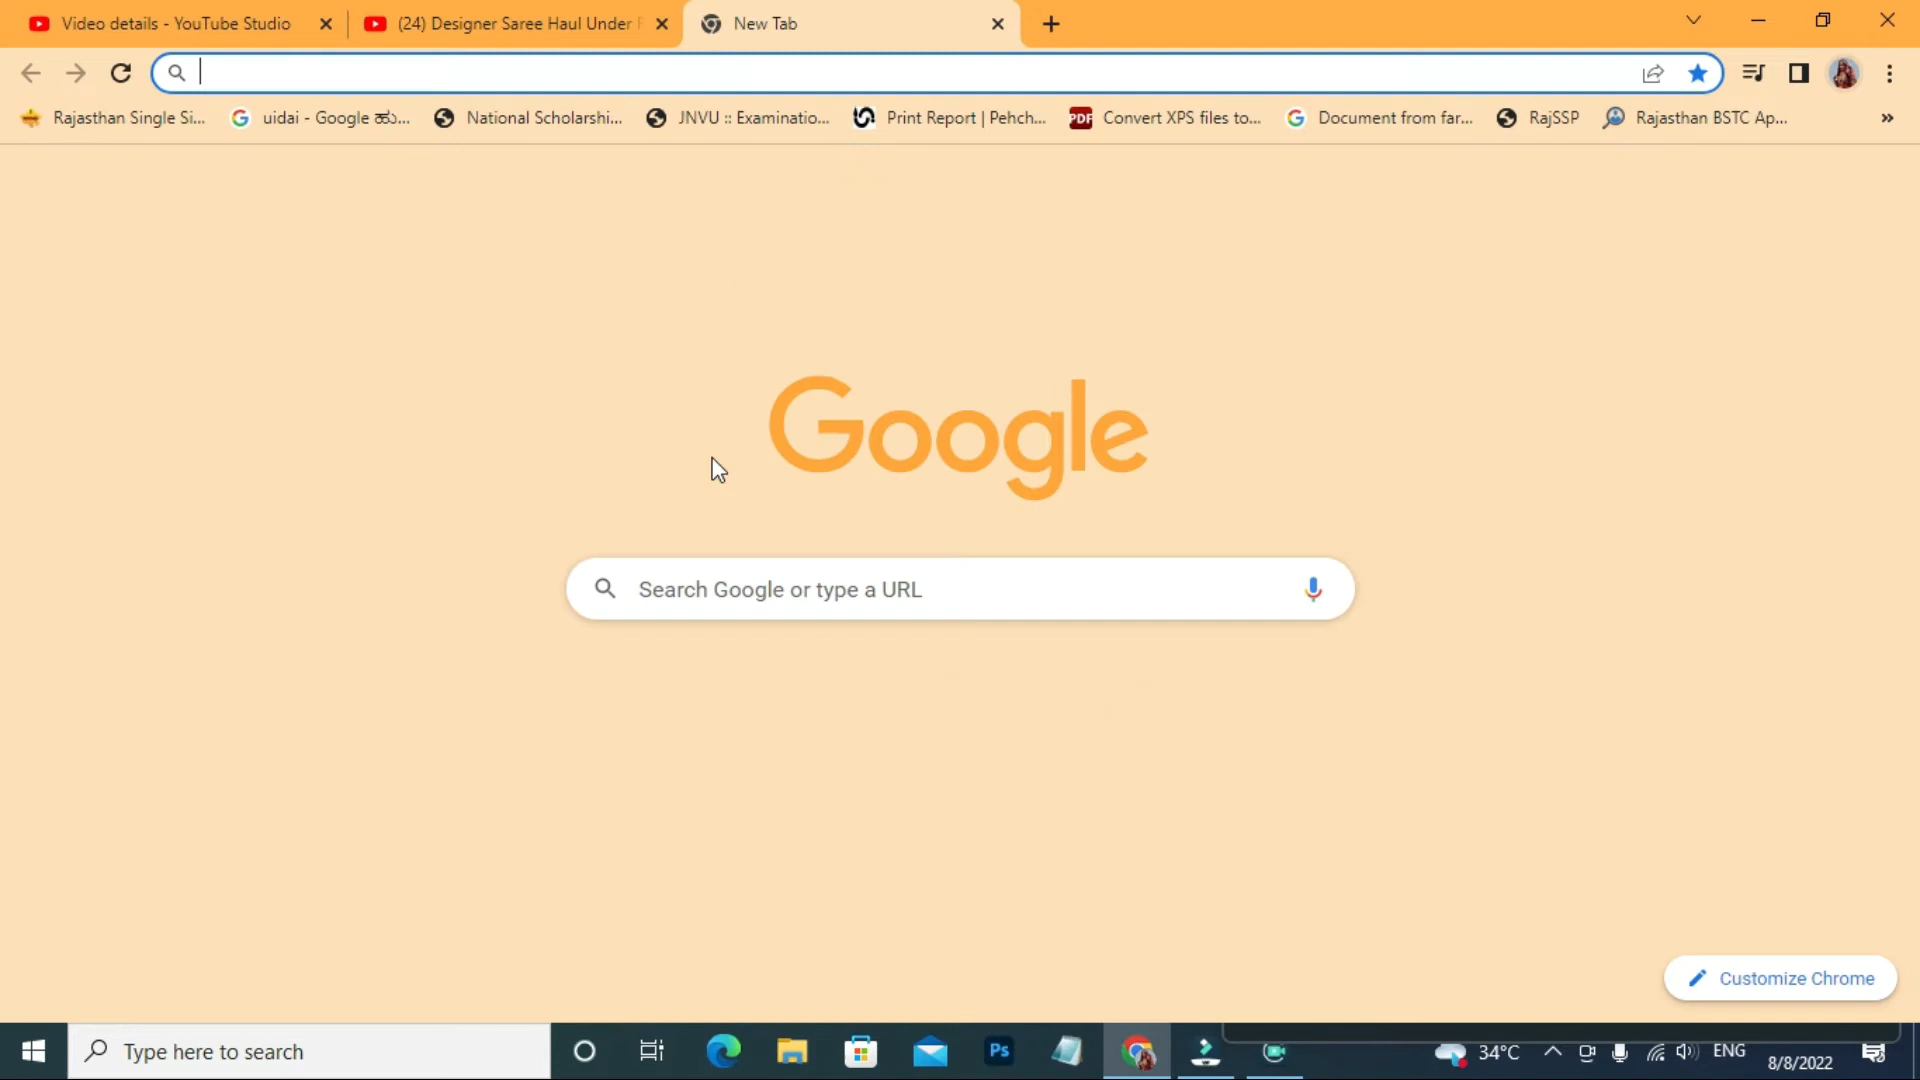 Video details - YouTube Studio
(24) Designer Saree Haul Under
New Tab
Rajasthan Single Si...
uidai - Google ಹು...
National Scholarshi...
JNVU :: Examinatio...
Print Report | Pehch...
PDF
Convert XPS files to...
Document from far...
RajSSP
Rajasthan BSTC Ap...
Google
Search Google or type a URL
Customize Chrome
Type here to search
Ps
34°C
ENG
8/8/2022